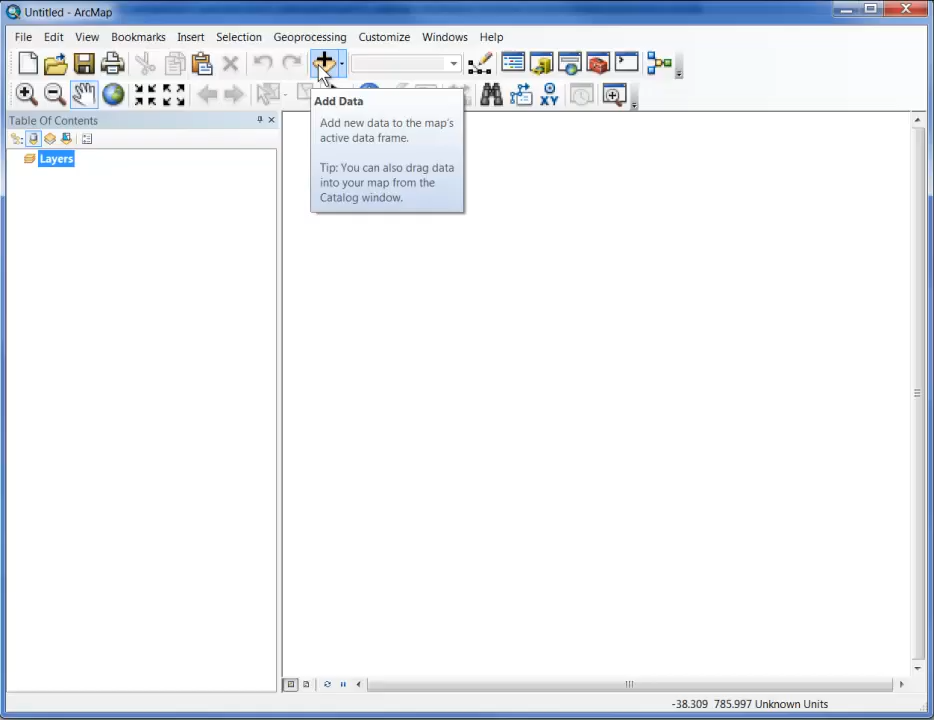 Untitled - ArcMap
File Edit View Bookmarks Insert Selection Geoprocessing Customize Windows Help
XY
Table Of Contents
Layers
Add Data
Add new data to the map's
active data frame.
Tip: You can also drag data
into your map from the
Catalog window.
-38.309 785.997 Unknown Units